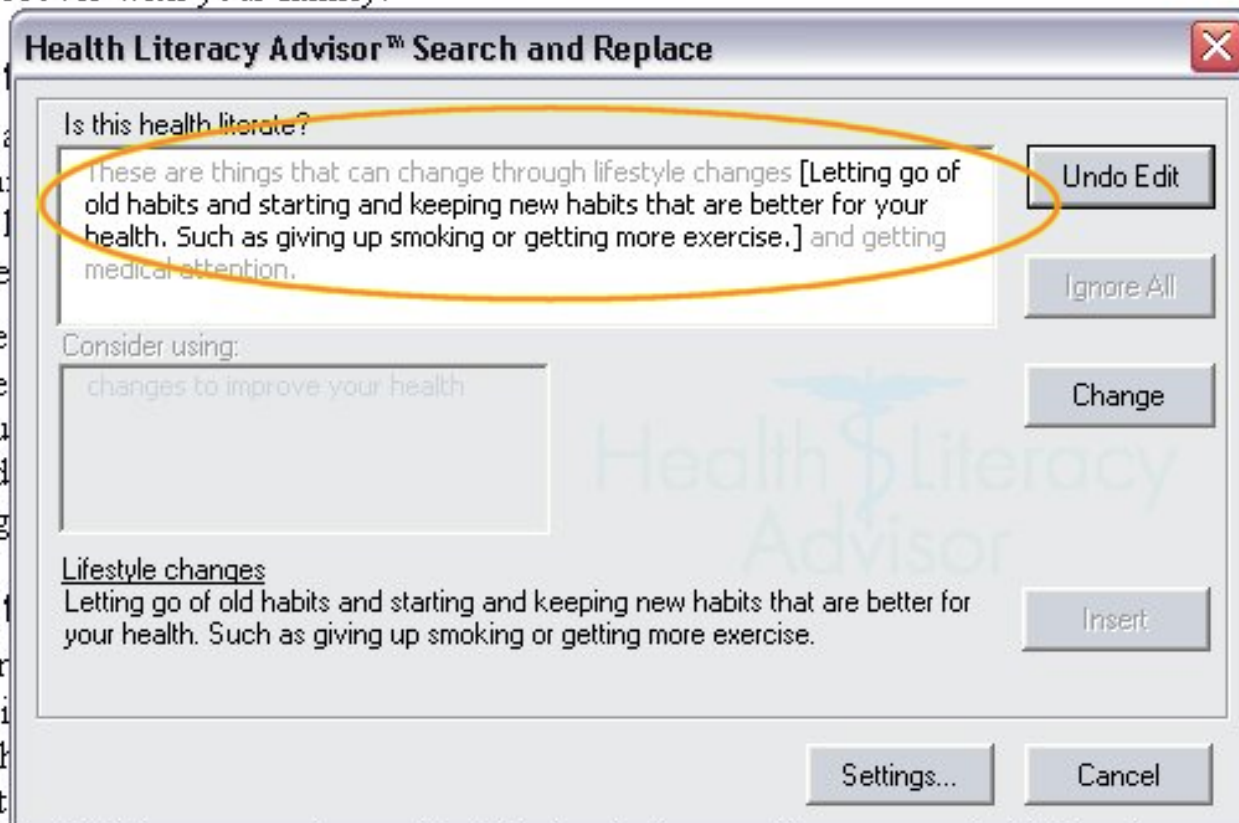 with your
Health Literacy Advisor™ Search and Replace
Is this health literate?
These are things that can change through lifestyle changes [Letting go of
old habits and starting and keeping new habits that are better for your
health. Such as giving up smoking or getting more exercise.] and getting
medical attention.
Undo Edit
Ignore All
Consider using:
changes to improve your health
Change
Health Literacy
Advisor
Lifestyle changes
Letting go of old habits and starting and keeping new habits that are better for
your health. Such as giving up smoking or getting more exercise.
Insert
Settings...
Cancel